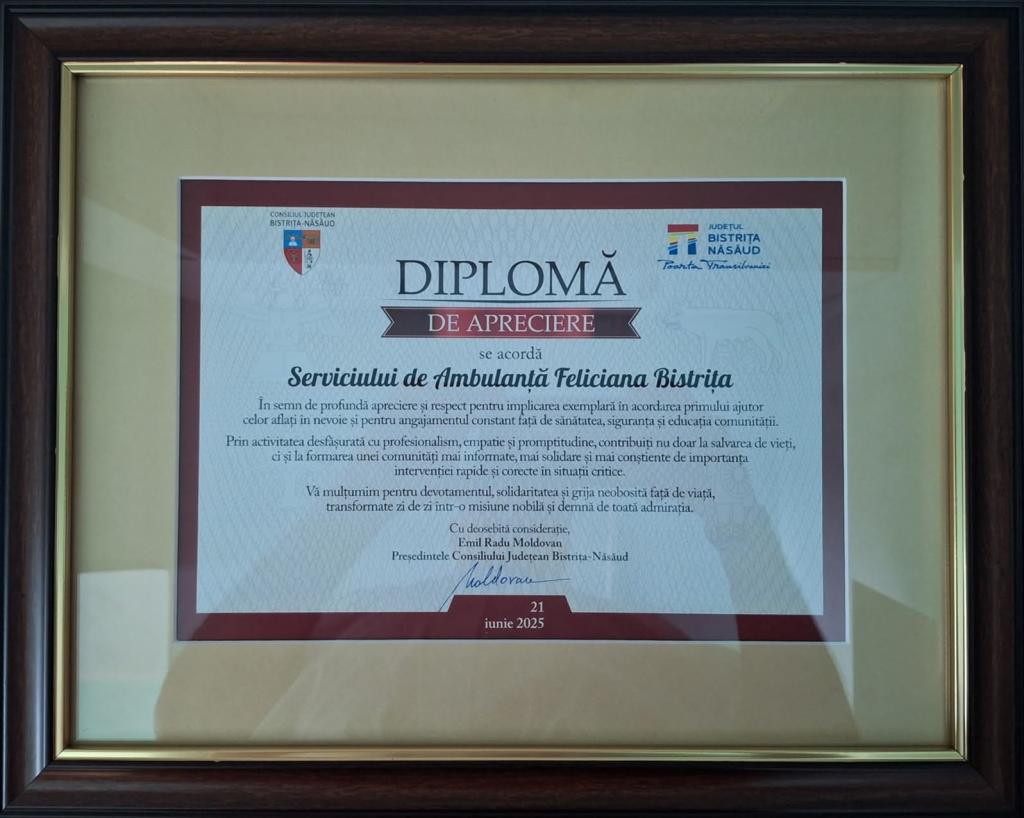 CONSILIUL JUDEȚEAN
BISTRIȚA-NĂSĂUD
JUDEȚUL
BISTRIȚA
NĂSĂUD
Poarta Transilvaniei
DIPLOMĂ
DE APRECIERE
se acordă
Serviciului de Ambulanță Feliciana Bistrița
În semn de profundă apreciere și respect pentru implicarea exemplară în acordarea primului ajutor
celor aflați în nevoie și pentru angajamentul constant față de sănătatea, siguranța și educația comunității.
Prin activitatea desfășurată cu profesionalism, empatie și promptitudine, contribuiți nu doar la salvarea de vieți,
ci și la formarea unei comunități mai informate, mai solidare și mai conștiente de importanța
intervenției rapide și corecte în situații critice.
Vă mulțumim pentru devotamentul, solidaritatea și grija neobosită față de viață,
transformate zi de zi într-o misiune nobilă și demnă de toată admirația.
Cu deosebită considerație,
Emil Radu Moldovan
Președintele Consiliului Județean Bistrița-Năsăud
Moldovan
21
iunie 2025